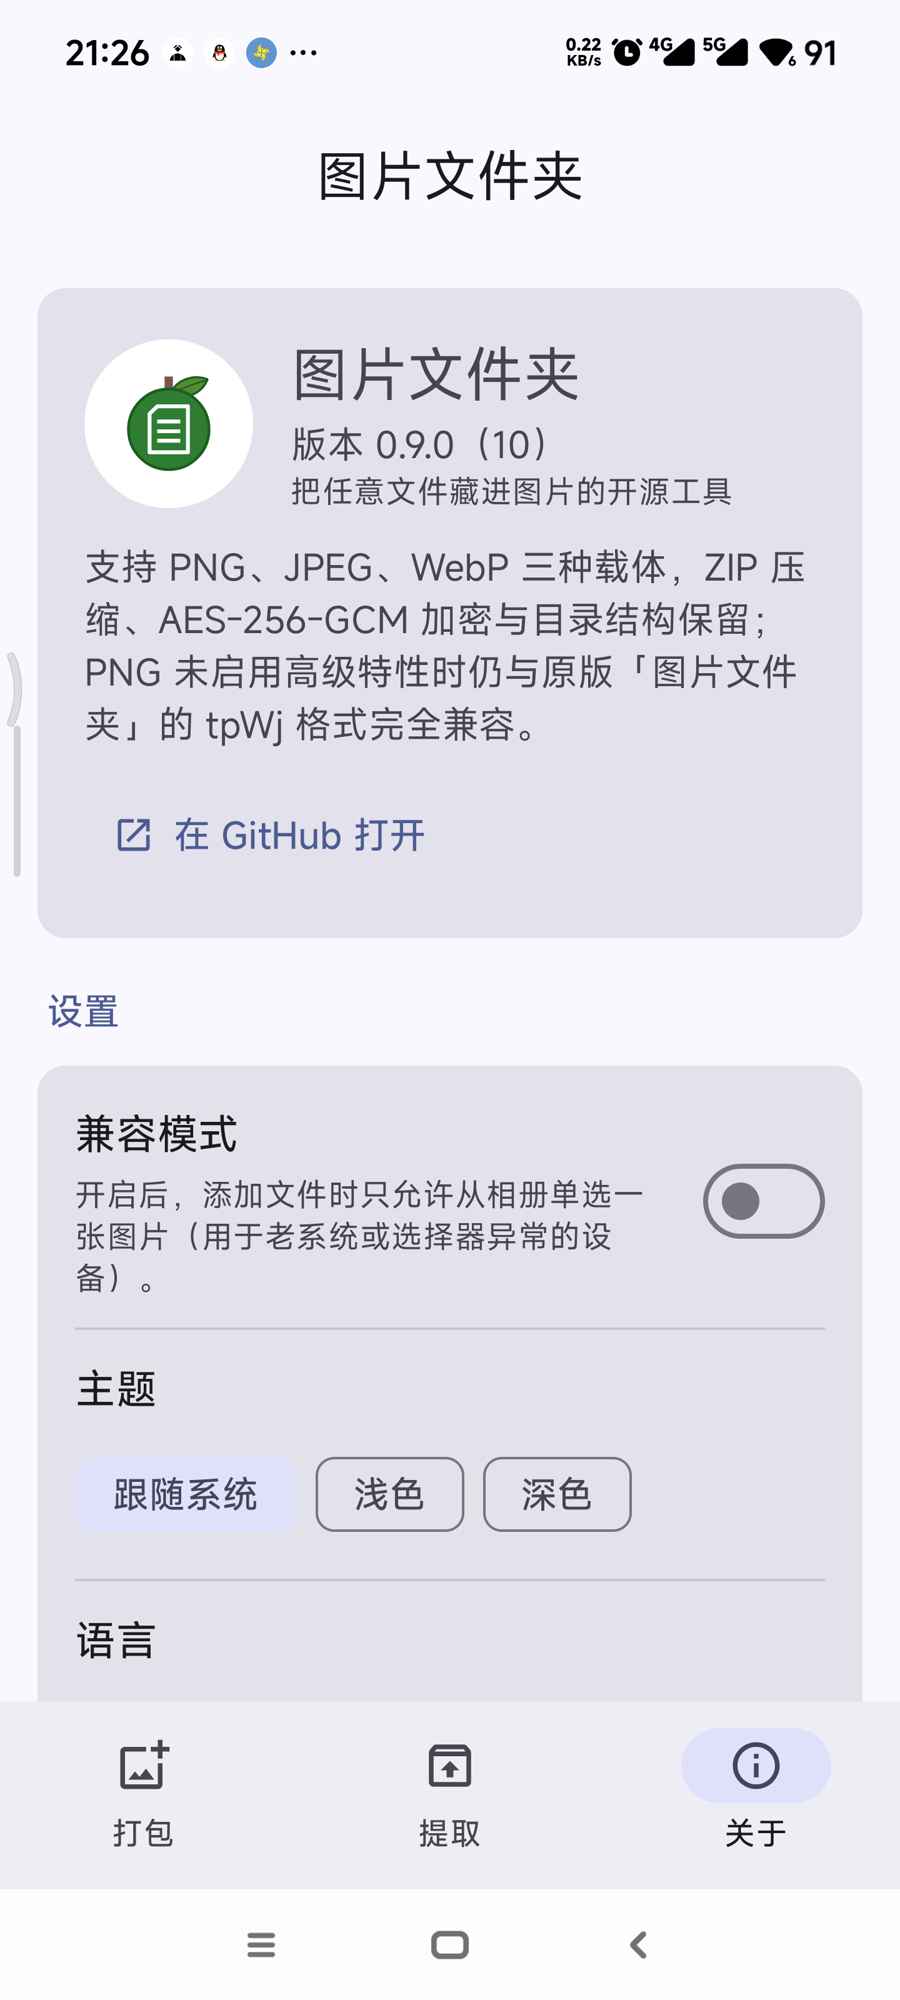 21:26
0.22 KB/s 4G 5G 6 91
图片文件夹
图片文件夹
版本 0.9.0（10）
把任意文件藏进图片的开源工具
支持 PNG、JPEG、WebP 三种载体，ZIP 压
缩、AES-256-GCM 加密与目录结构保留；
PNG 未启用高级特性时仍与原版「图片文件
夹」的 tpWj 格式完全兼容。
在 GitHub 打开
设置
兼容模式
开启后，添加文件时只允许从相册单选一
张图片（用于老系统或选择器异常的设
备）。
主题
跟随系统 浅色 深色
语言
打包 提取 关于